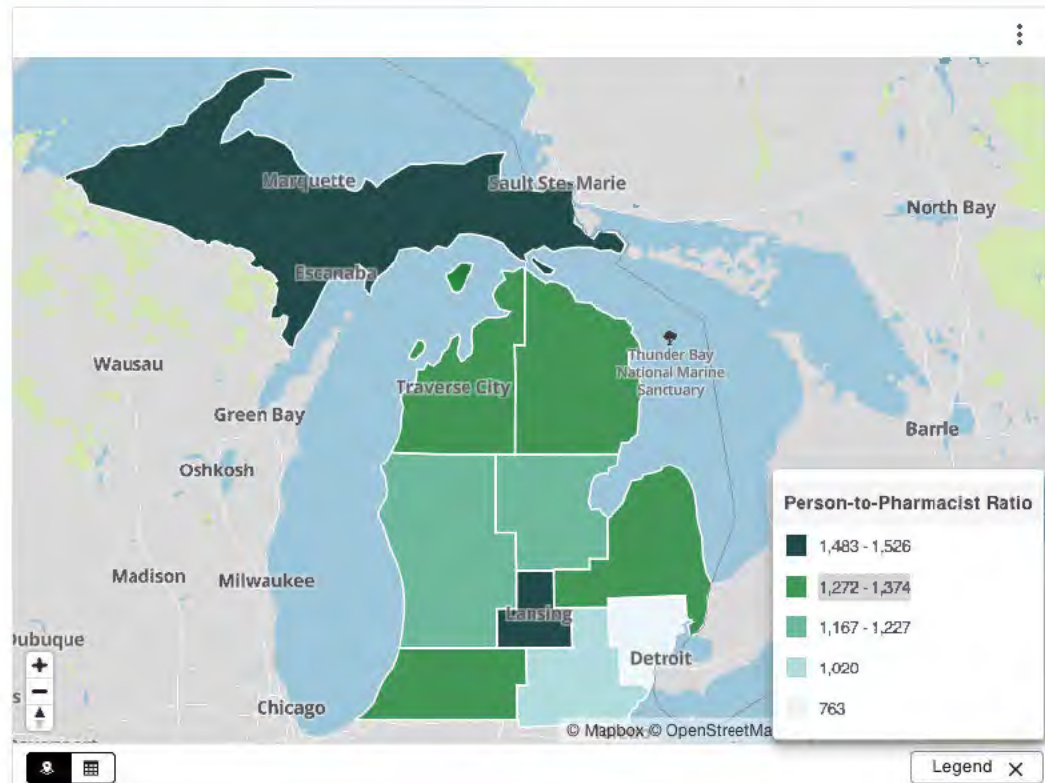 Marquette
Sault Ste. Marie
North Bay
Escanaba
Wausau
Thunder Bay
National Marine
Sanctuary
Traverse City
Green Bay
Barrie
Oshkosh
Person-to-Pharmacist Ratio
1,483 - 1,526
1,272 - 1,374
1,167 - 1,227
1,020
763
Madison
Milwaukee
Lansing
Dubuque
Detroit
+
−
Chicago
© Mapbox © OpenStreetMa
Legend ✕